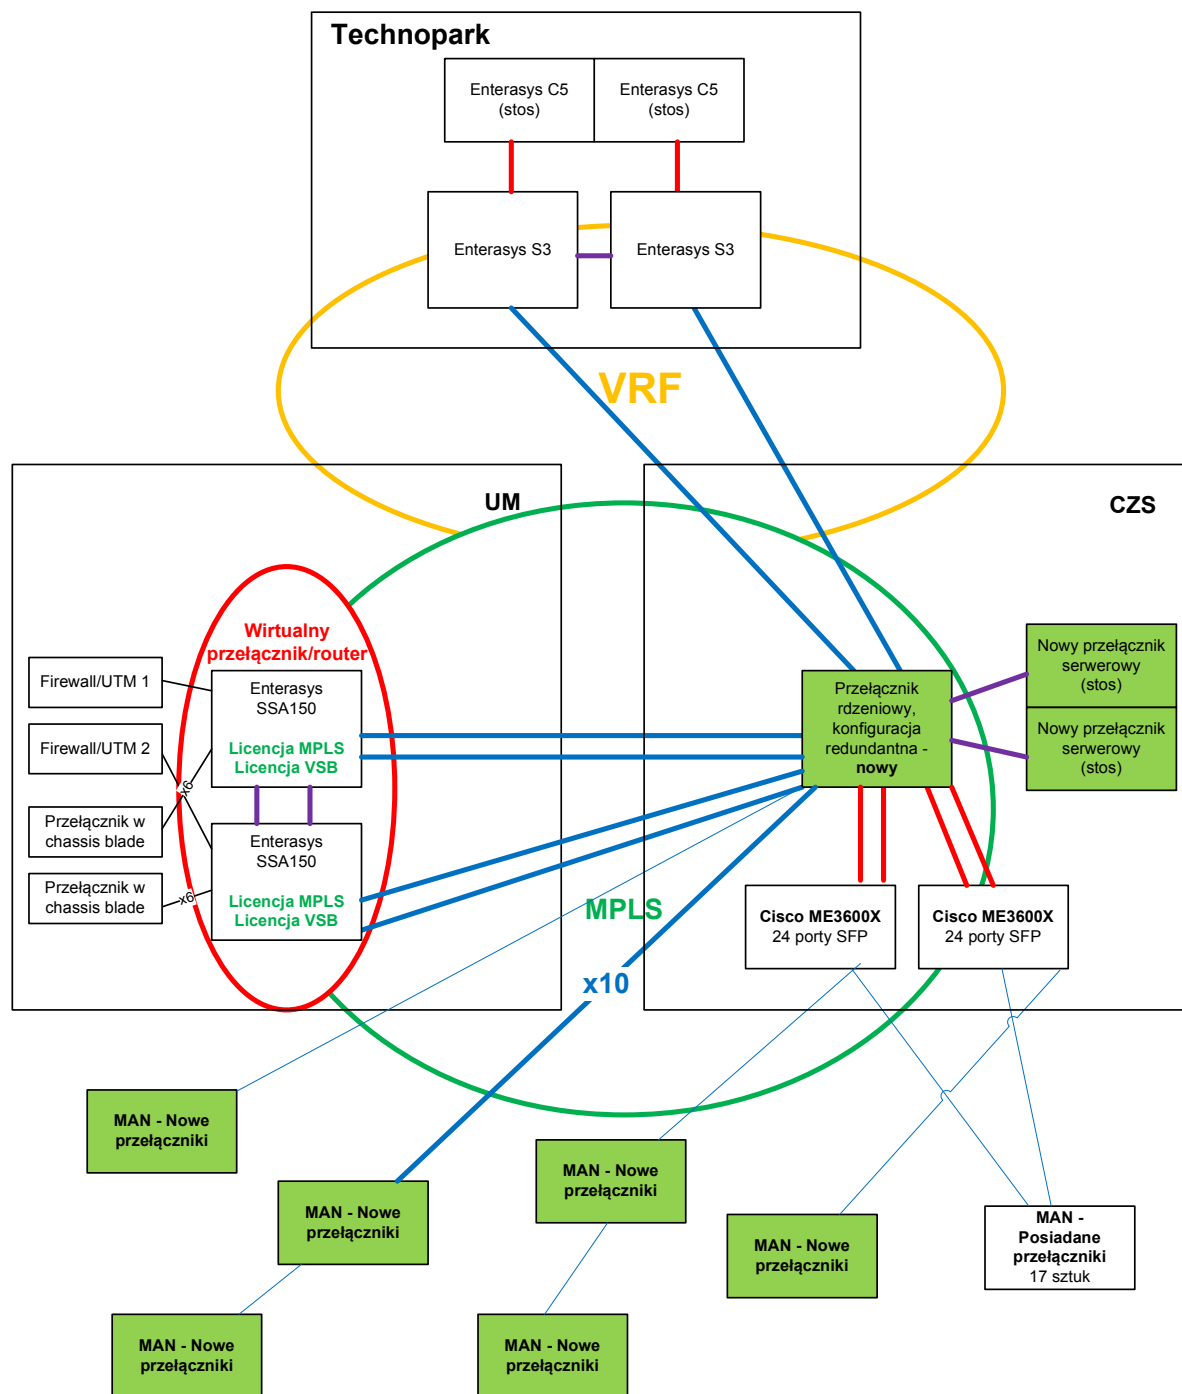 Technopark
Enterasys C5
(stos)
Enterasys C5
(stos)
Enterasys S3
Enterasys S3
VRF
UM
CZS
Wirtualny
przełącznik/router
Firewall/UTM 1
Firewall/UTM 2
Przełącznik w
chassis blade
Przełącznik w
chassis blade
x6
x6
Enterasys
SSA150
Licencja MPLS
Licencja VSB
Enterasys
SSA150
Licencja MPLS
Licencja VSB
Przełącznik
rdzeniowy,
konfiguracja
redundantna -
nowy
Nowy przełącznik
serwerowy
(stos)
Nowy przełącznik
serwerowy
(stos)
MPLS
Cisco ME3600X
24 porty SFP
Cisco ME3600X
24 porty SFP
x10
MAN - Nowe
przełączniki
MAN - Nowe
przełączniki
MAN - Nowe
przełączniki
MAN - Nowe
przełączniki
MAN -
Posiadane
przełączniki
17 sztuk
MAN - Nowe
przełączniki
MAN - Nowe
przełączniki